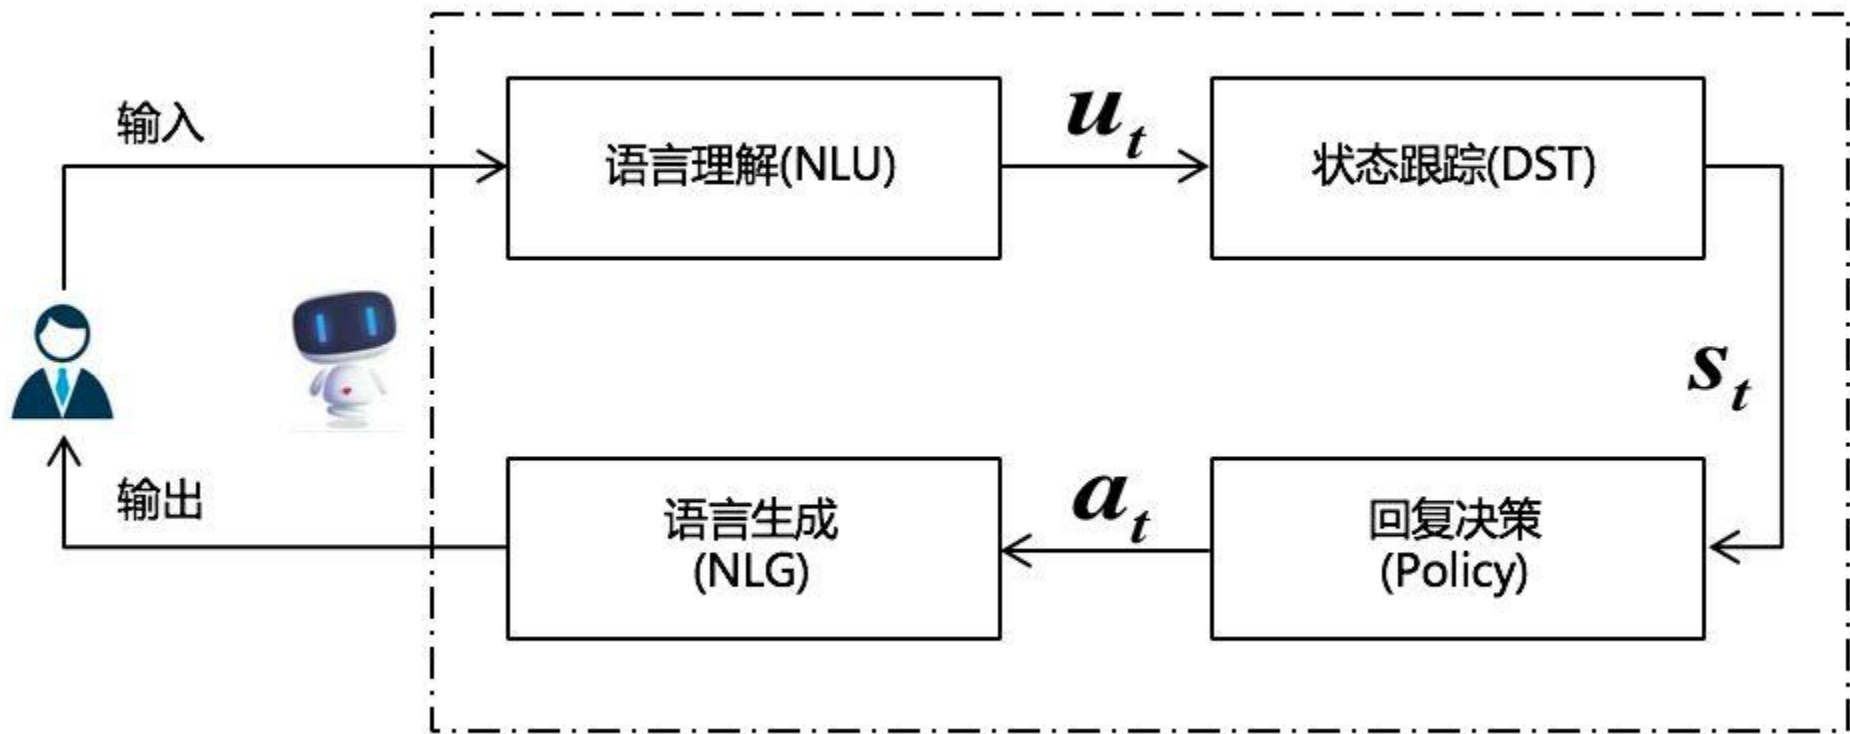 输入
语言理解(NLU)
u_t
状态跟踪(DST)
s_t
输出
语言生成
(NLG)
a_t
回复决策
(Policy)